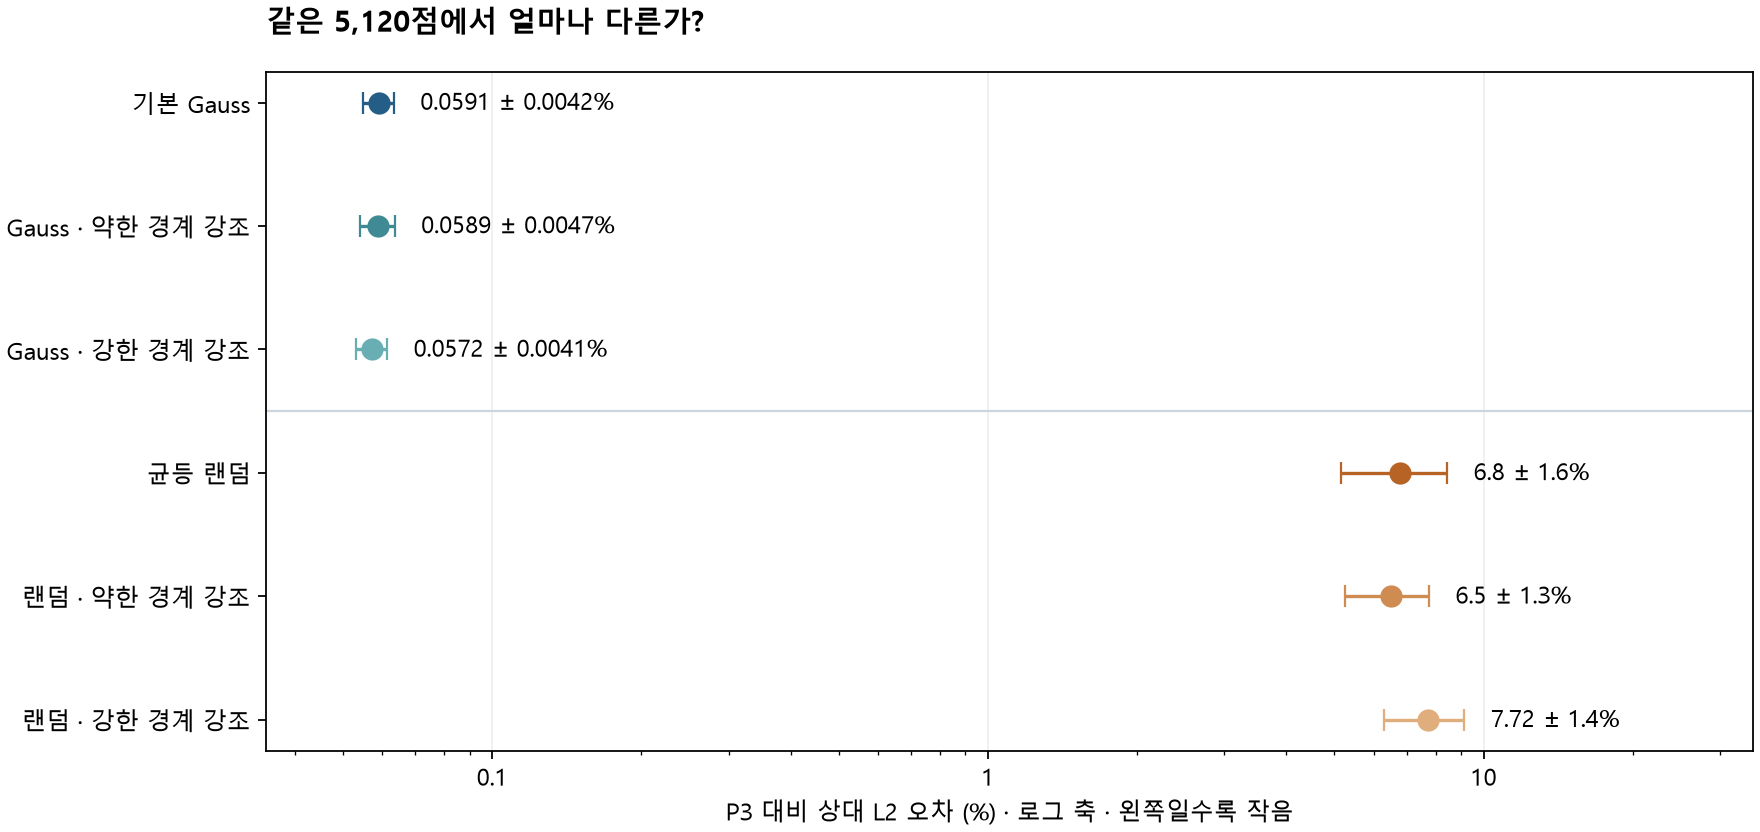 같은 5,120점에서 얼마나 다른가?
기본 Gauss
0.0591 ± 0.0042%
Gauss · 약한 경계 강조
0.0589 ± 0.0047%
Gauss · 강한 경계 강조
0.0572 ± 0.0041%
균등 랜덤
6.8 ± 1.6%
랜덤 · 약한 경계 강조
6.5 ± 1.3%
랜덤 · 강한 경계 강조
7.72 ± 1.4%
0.1 1 10
P3 대비 상대 L2 오차 (%) · 로그 축 · 왼쪽일수록 작음